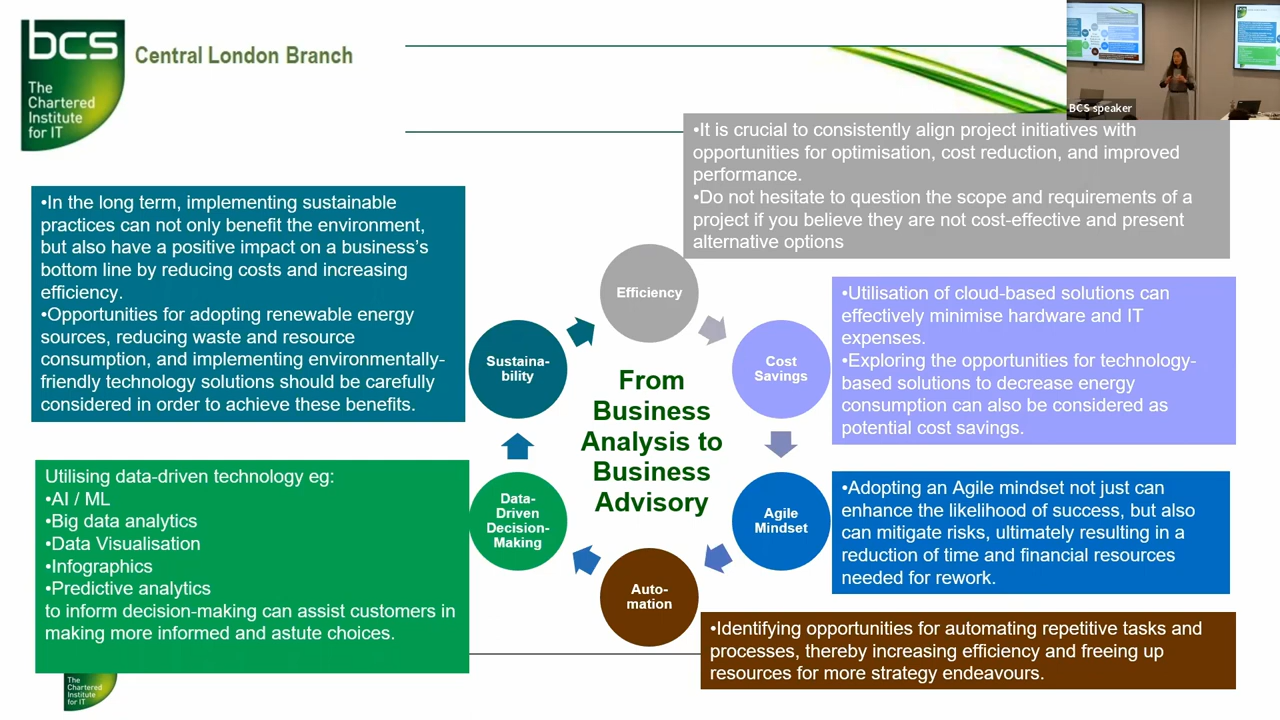 bcs
The
Chartered
Institute
for IT
Central London Branch
BCS speaker
•It is crucial to consistently align project initiatives with
opportunities for optimisation, cost reduction, and improved
performance.
•Do not hesitate to question the scope and requirements of a
project if you believe they are not cost-effective and present
alternative options
•In the long term, implementing sustainable
practices can not only benefit the environment,
but also have a positive impact on a business's
bottom line by reducing costs and increasing
efficiency.
•Opportunities for adopting renewable energy
sources, reducing waste and resource
consumption, and implementing environmentally-
friendly technology solutions should be carefully
considered in order to achieve these benefits.
Efficiency
Sustaina-
bility
Cost
Savings
•Utilisation of cloud-based solutions can
effectively minimise hardware and IT
expenses.
•Exploring the opportunities for technology-
based solutions to decrease energy
consumption can also be considered as
potential cost savings.
From
Business
Analysis to
Business
Advisory
Utilising data-driven technology eg:
•AI / ML
•Big data analytics
•Data Visualisation
•Infographics
•Predictive analytics
to inform decision-making can assist customers in
making more informed and astute choices.
Data-
Driven
Decision-
Making
Agile
Mindset
•Adopting an Agile mindset not just can
enhance the likelihood of success, but also
can mitigate risks, ultimately resulting in a
reduction of time and financial resources
needed for rework.
Auto-
mation
•Identifying opportunities for automating repetitive tasks and
processes, thereby increasing efficiency and freeing up
resources for more strategy endeavours.
The
Chartered
Institute
for IT